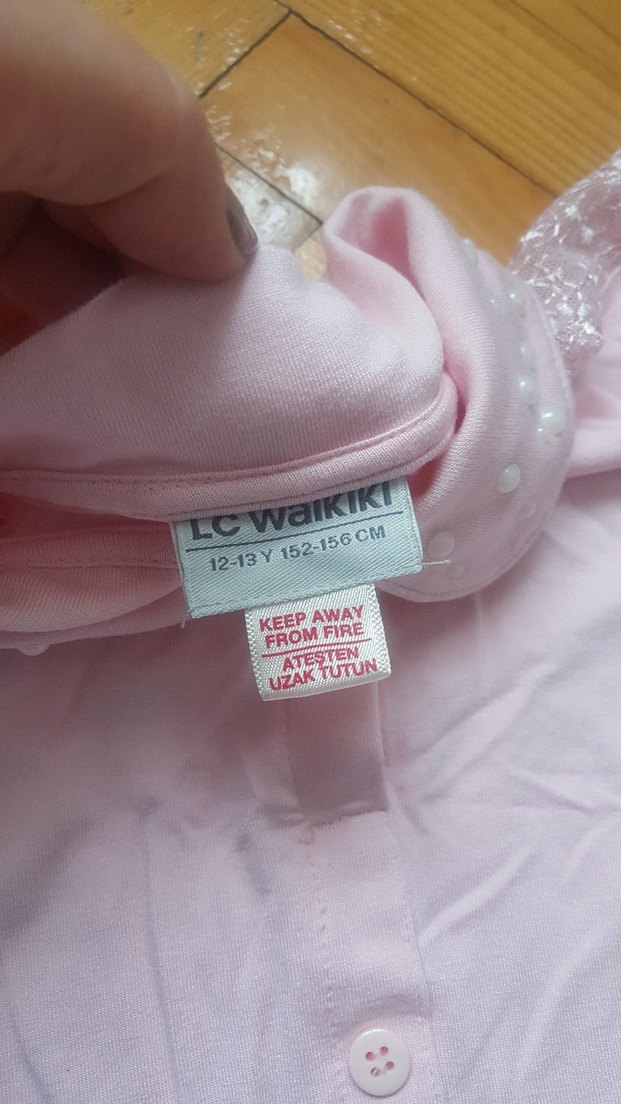 LC Waikiki
12-13 Y 152-156 CM
KEEP AWAY
FROM FIRE
ATEŞTEN
UZAK TUTUN